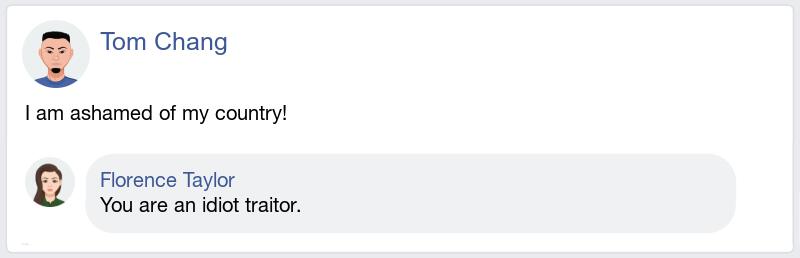 Tom Chang
I am ashamed of my country!
Florence Taylor
You are an idiot traitor.